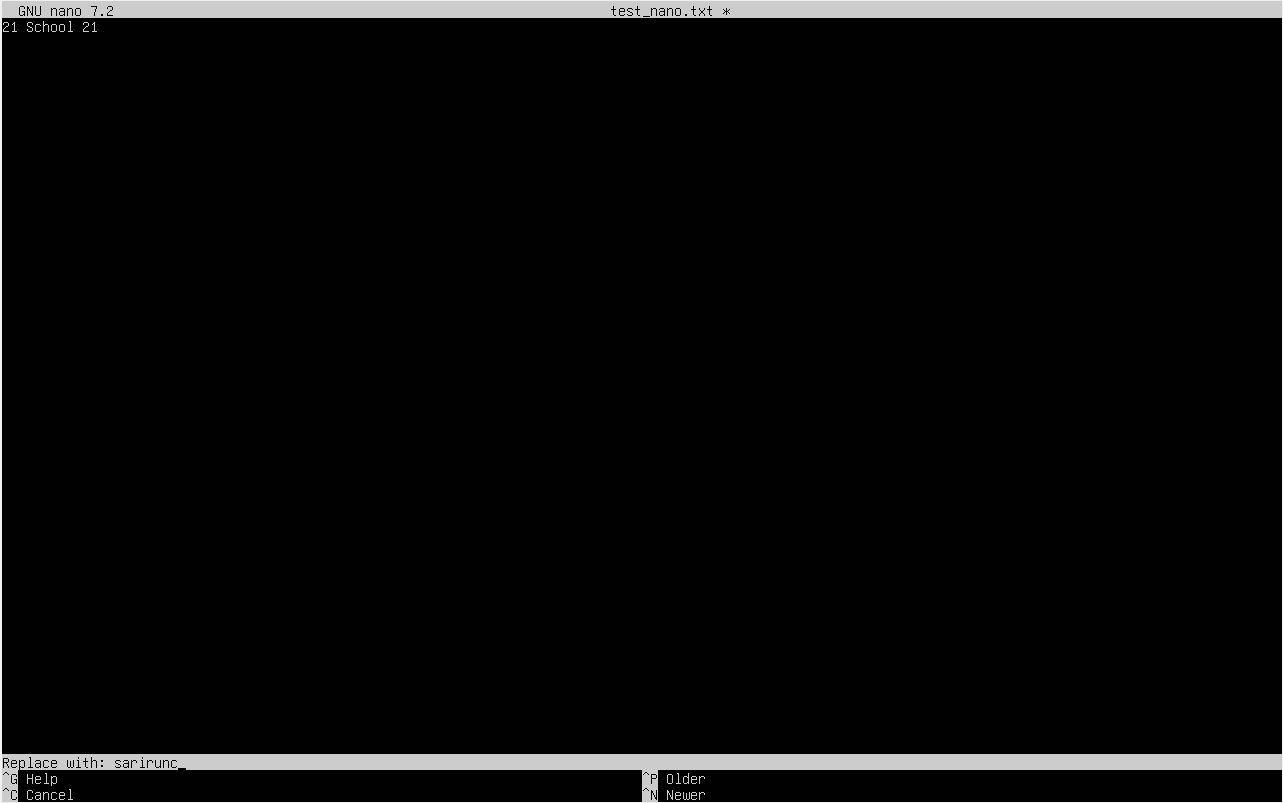 GNU nano 7.2 test_nano.txt *
21 School 21
Replace with: sarirunc_
^G Help ^P Older
^C Cancel ^N Newer